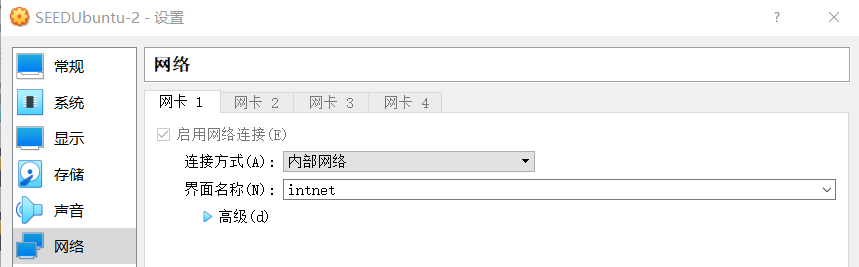 SEEDUbuntu-2 - 设置
常规
系统
显示
存储
声音
网络
网络
网卡 1 网卡 2 网卡 3 网卡 4
启用网络连接(E)
连接方式(A): 内部网络
界面名称(N): intnet
高级(d)